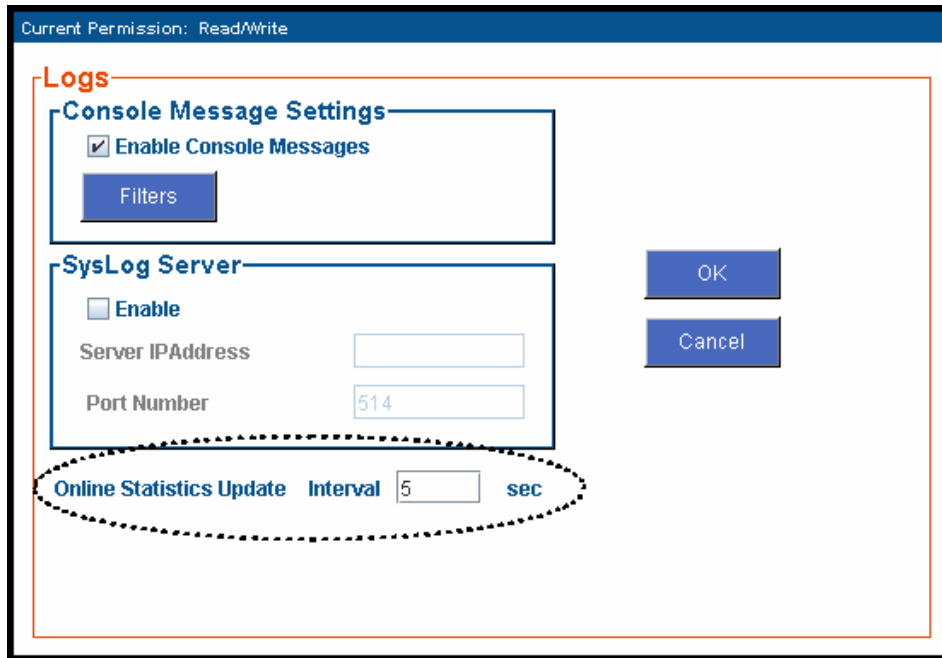 Current Permission: Read/Write
Logs
Console Message Settings
Enable Console Messages
Filters
SysLog Server
Enable
Server IPAddress
Port Number 514
OK
Cancel
Online Statistics Update Interval 5 sec